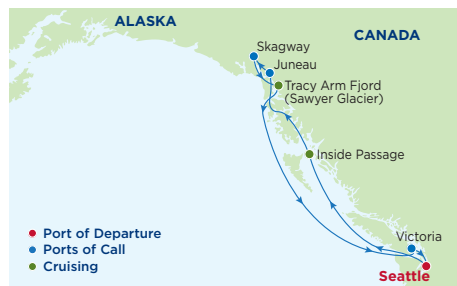 ALASKA
CANADA
Skagway
Juneau
Tracy Arm Fjord
(Sawyer Glacier)
Inside Passage
Victoria
Seattle
Port of Departure
Ports of Call
Cruising